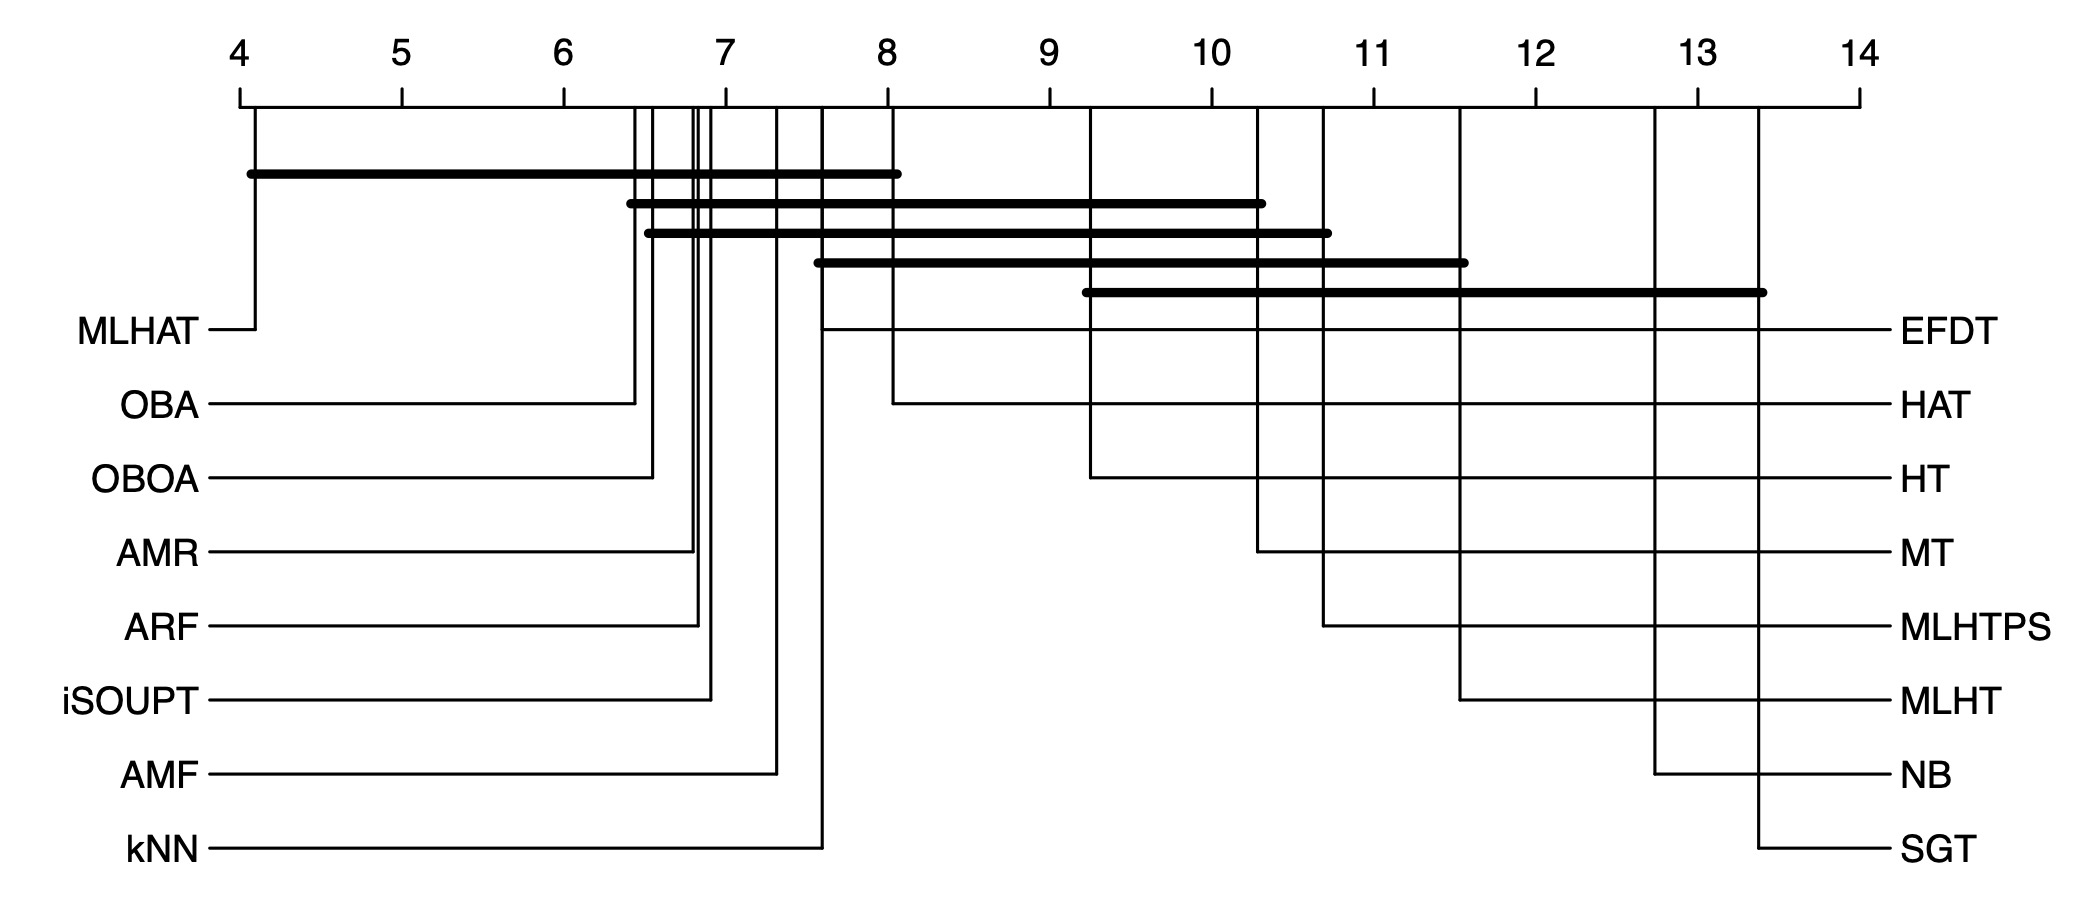 4 5 6 7 8 9 10 11 12 13 14
MLHAT EFDT
OBA HAT
OBOA HT
AMR MT
ARF MLHTPS
iSOUPT MLHT
AMF NB
kNN SGT